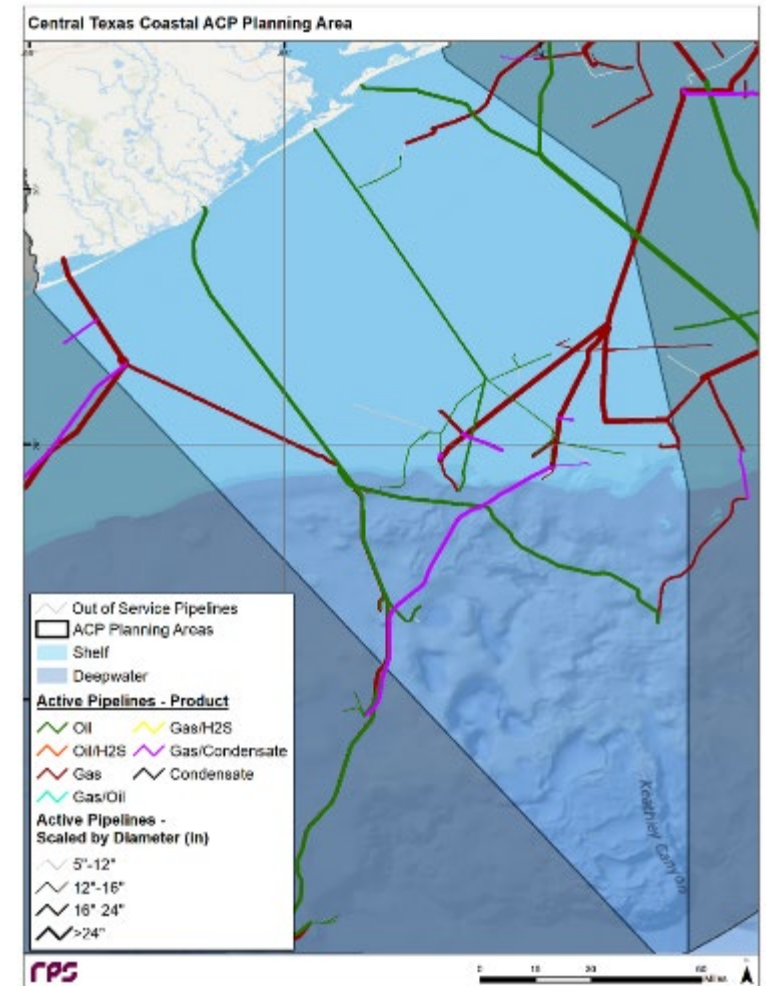 Central Texas Coastal ACP Planning Area
Keathley Canyon
Out of Service Pipelines
ACP Planning Areas
Shelf
Deepwater
Active Pipelines - Product
Oil
Gas/H2S
Oil/H2S
Gas/Condensate
Gas
Condensate
Gas/Oil
Active Pipelines -
Scaled by Diameter (in)
5"-12"
12"-16"
16" 24"
>24"
rps
0
20